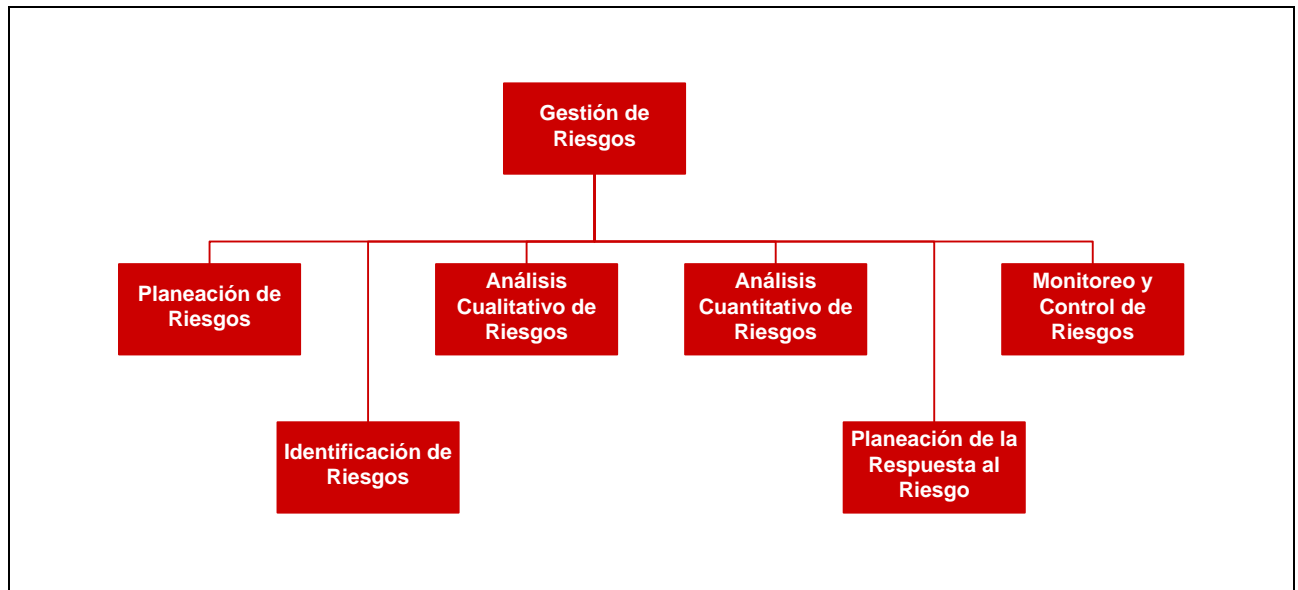 Gestión de
Riesgos
Planeación de
Riesgos
Análisis
Cualitativo de
Riesgos
Análisis
Cuantitativo de
Riesgos
Monitoreo y
Control de
Riesgos
Identificación de
Riesgos
Planeación de la
Respuesta al
Riesgo